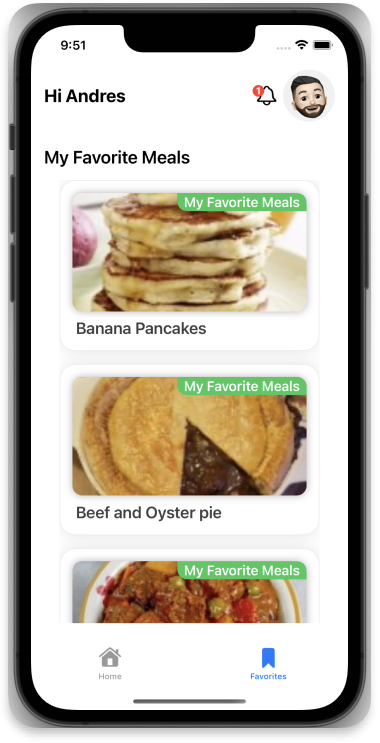 9:51
Hi Andres
1
My Favorite Meals
My Favorite Meals
Banana Pancakes
My Favorite Meals
Beef and Oyster pie
My Favorite Meals
Home
Favorites